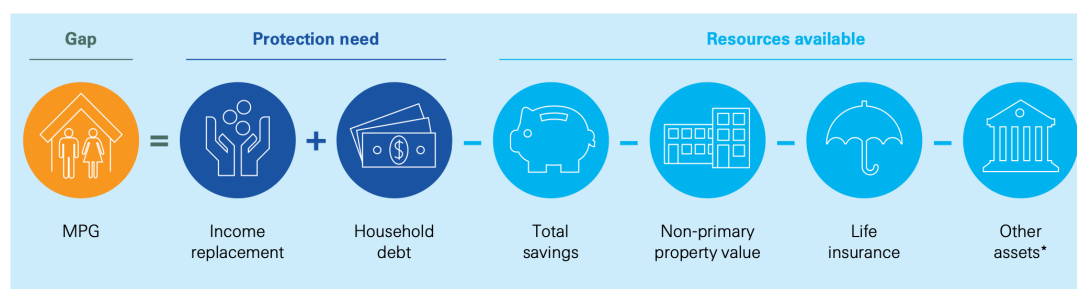 Gap
Protection need
Resources available
$
=
+
–
–
–
–
MPG
Income
replacement
Household
debt
Total
savings
Non-primary
property value
Life
insurance
Other
assets*